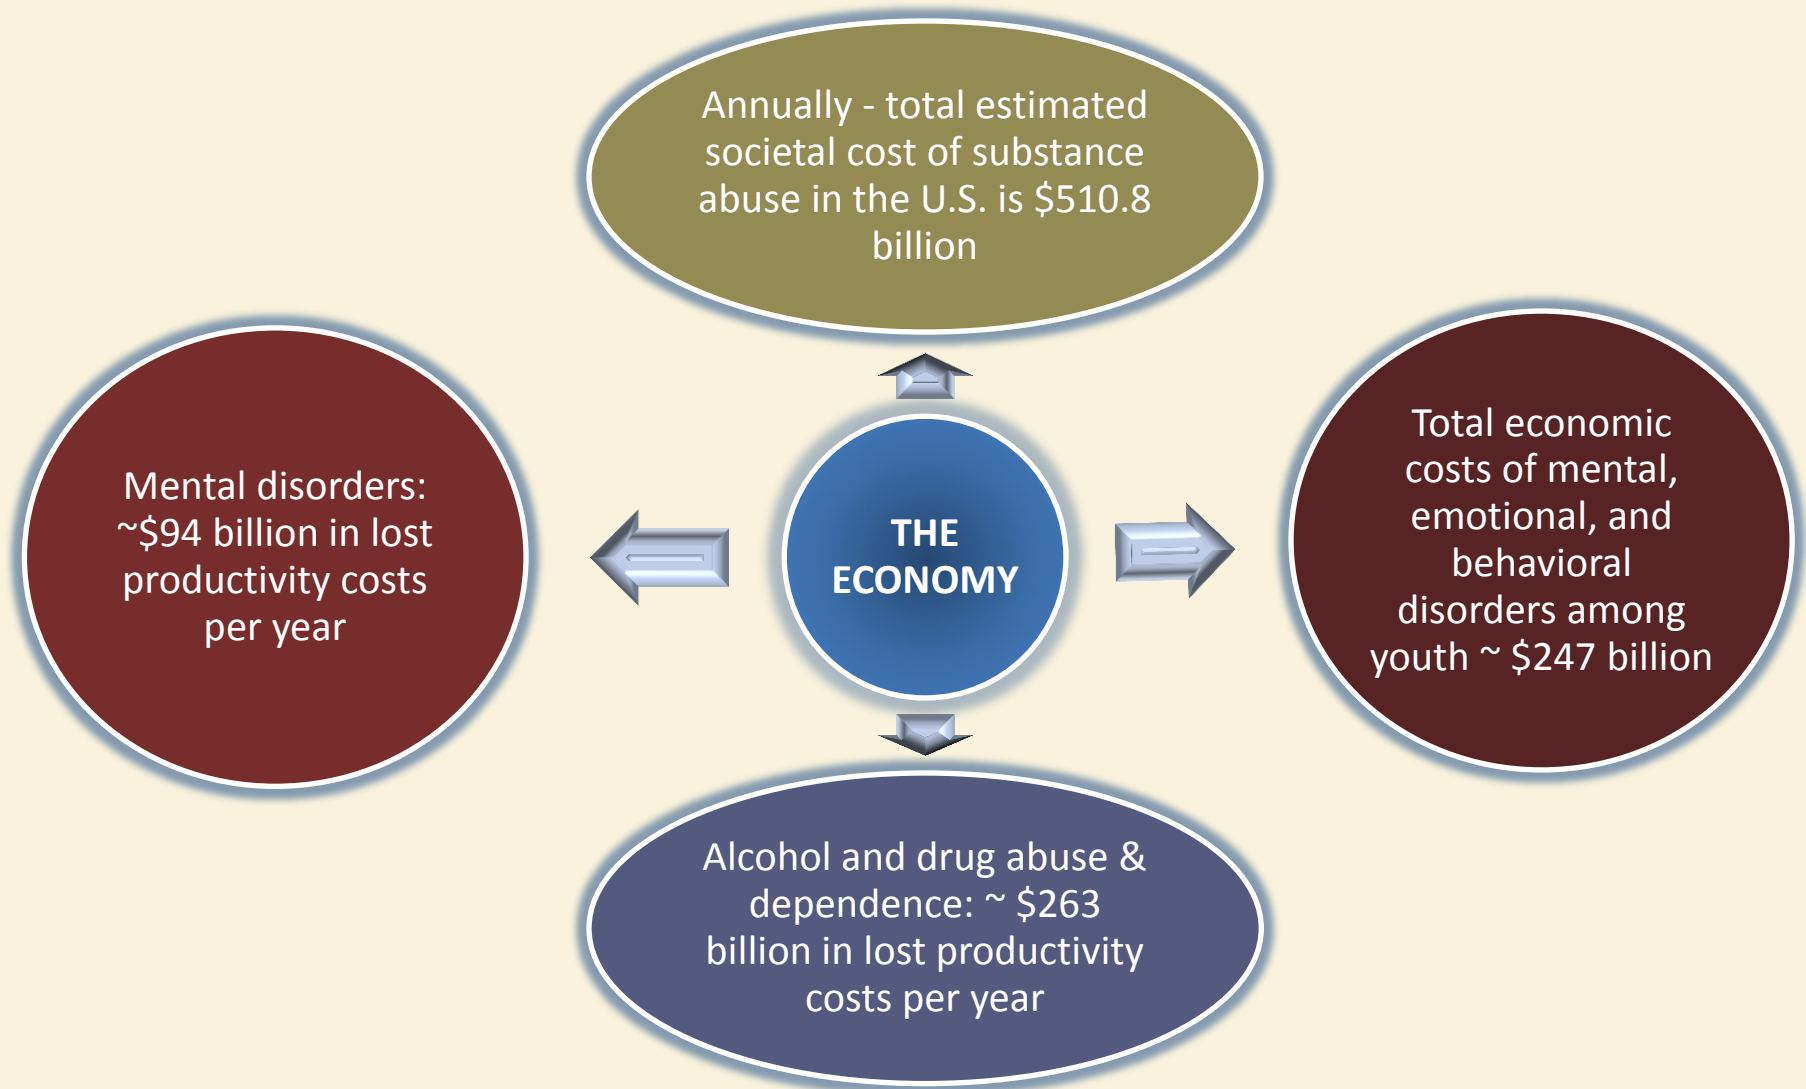 Annually - total estimated
societal cost of substance
abuse in the U.S. is $510.8
billion
Mental disorders:
~$94 billion in lost
productivity costs
per year
THE
ECONOMY
Total economic
costs of mental,
emotional, and
behavioral
disorders among
youth ~ $247 billion
Alcohol and drug abuse &
dependence: ~ $263
billion in lost productivity
costs per year